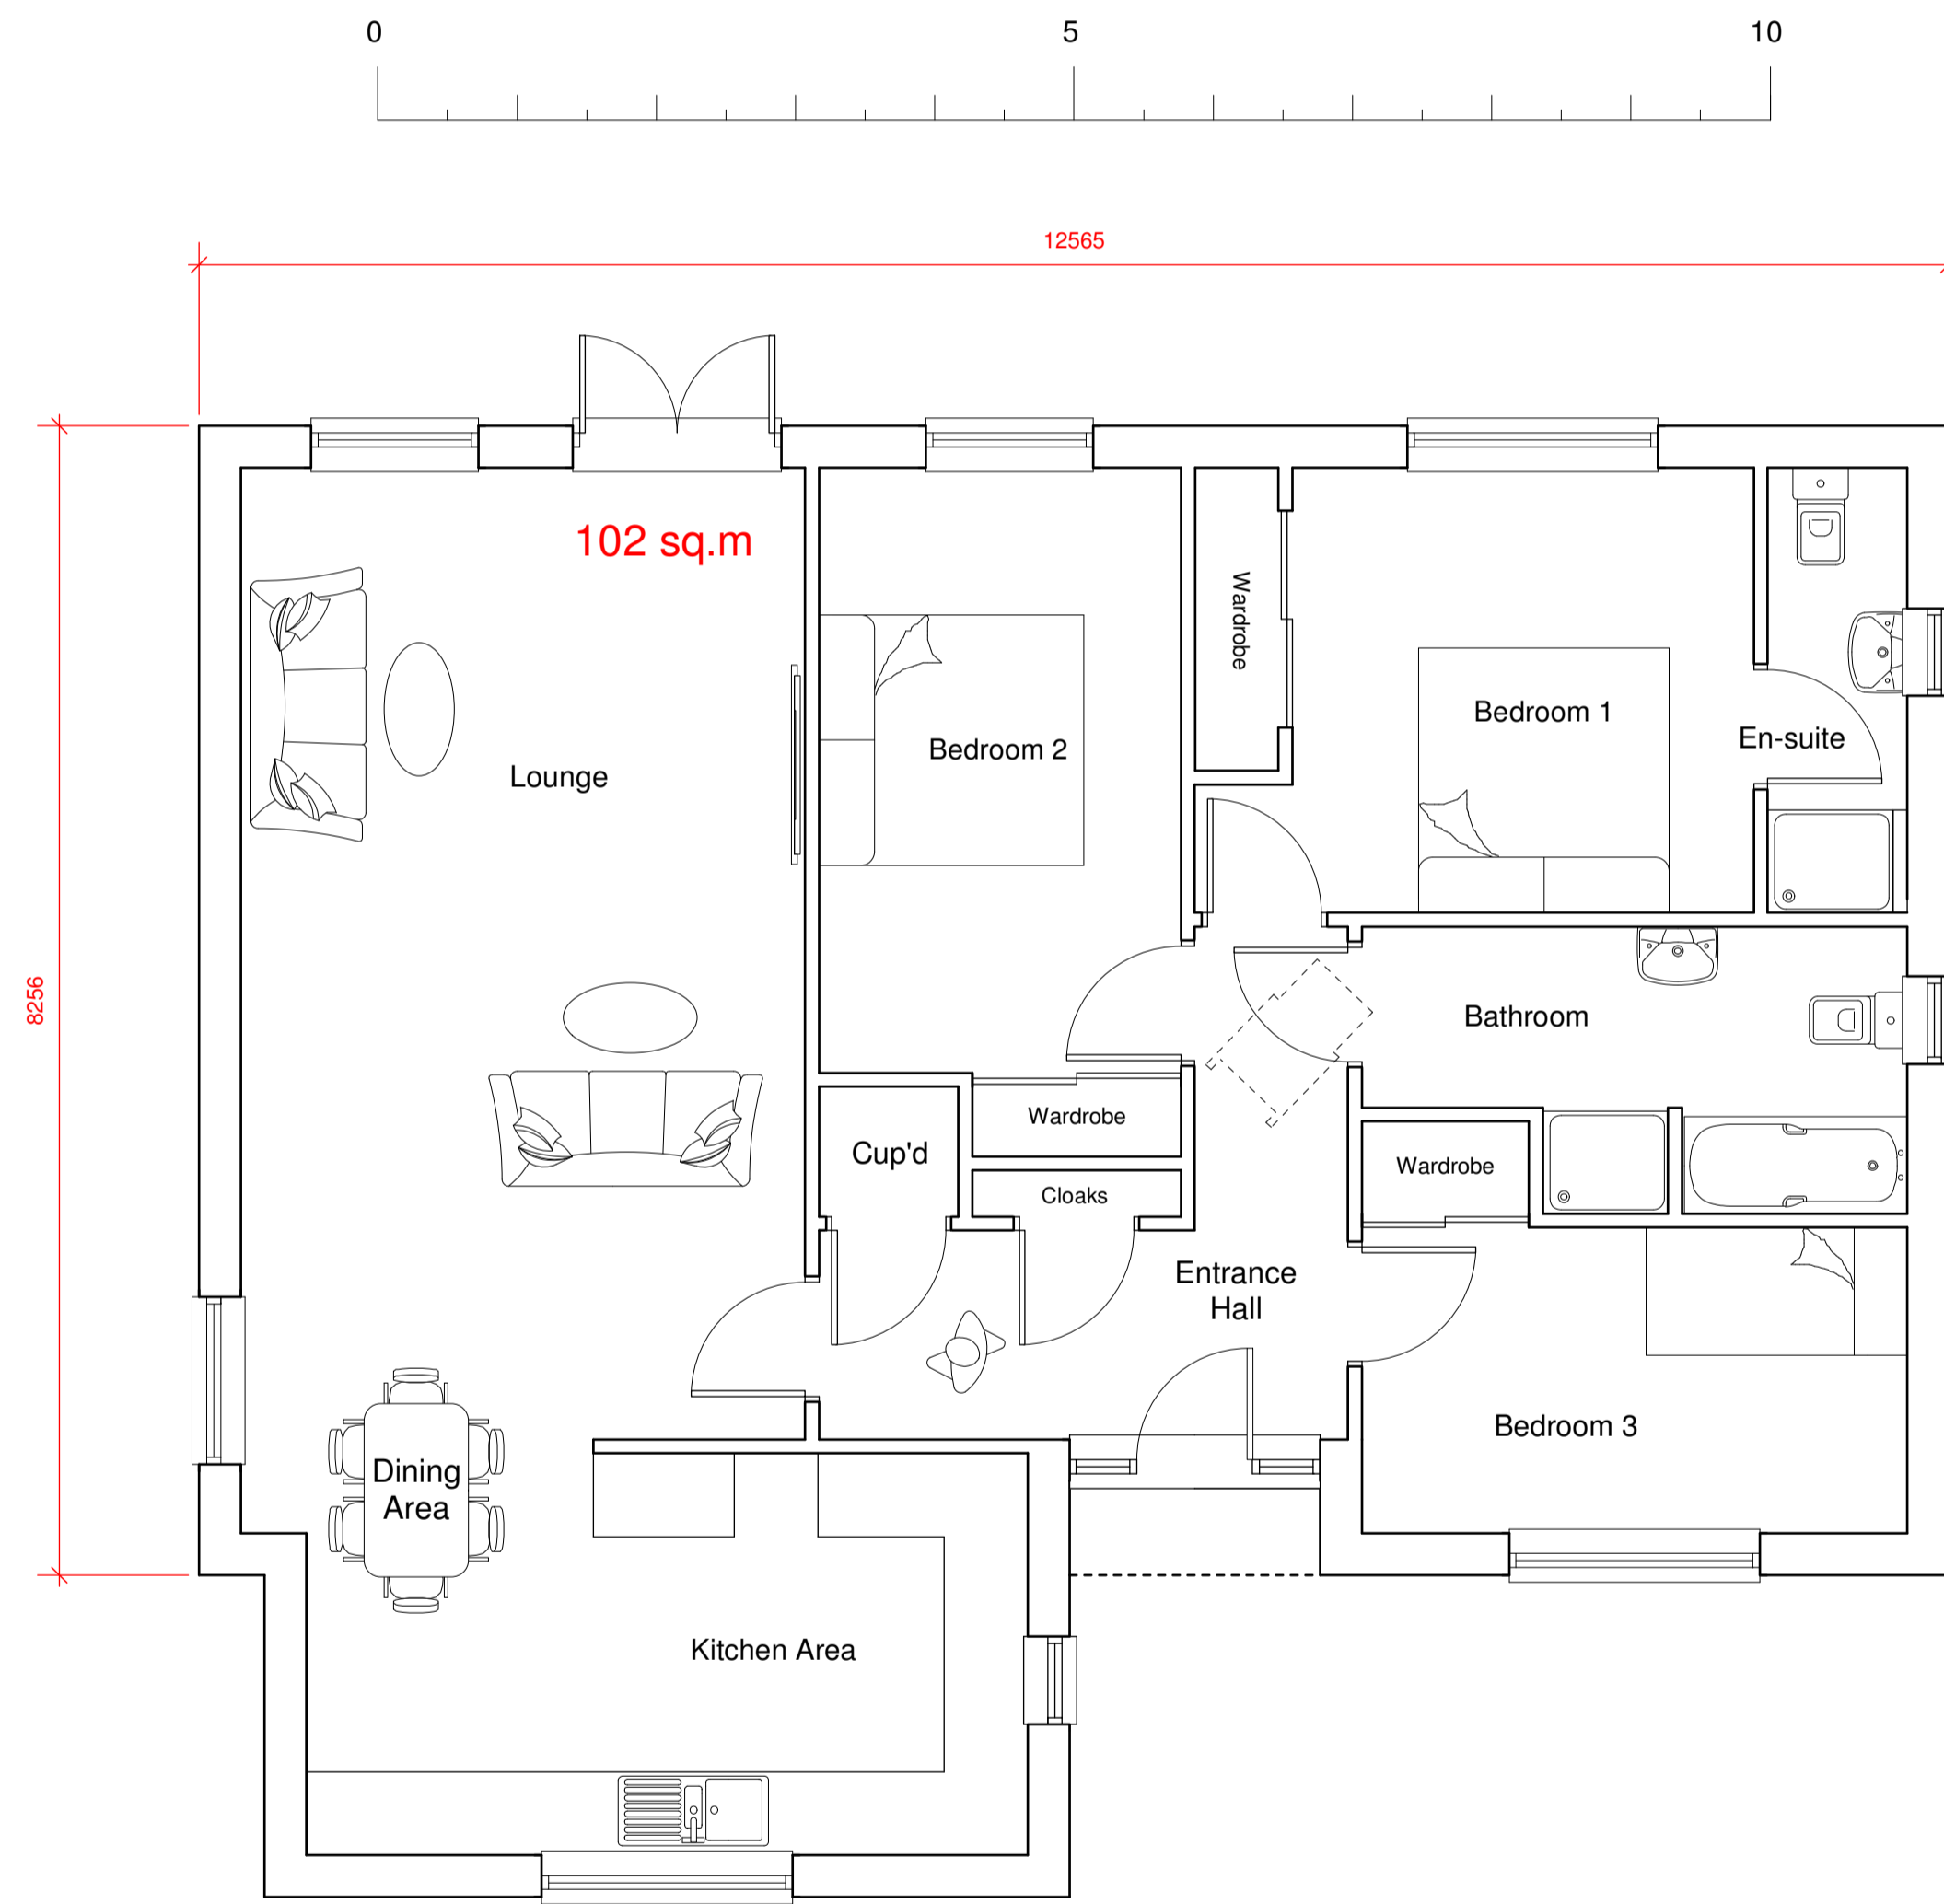 0 5 10
12565
102 sq.m
Wardrobe
Bedroom 1
En-suite
Bedroom 2
Lounge
8256
Bathroom
Wardrobe
Cup'd
Wardrobe
Cloaks
Entrance
Hall
Bedroom 3
Dining
Area
Kitchen Area